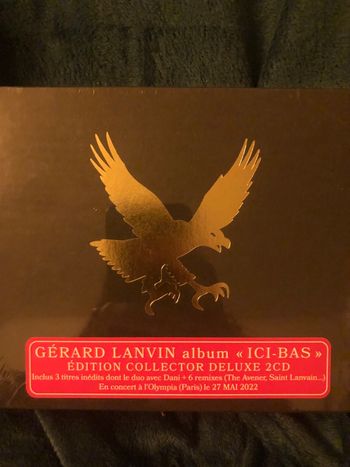 GÉRARD LANVIN album « ICI-BAS »
ÉDITION COLLECTOR DELUXE 2CD
Inclus 3 titres inédits dont le duo avec Dani + 6 remixes (The Avener, Saint Lanvain...)
En concert à l'Olympia (Paris) le 27 MAI 2022